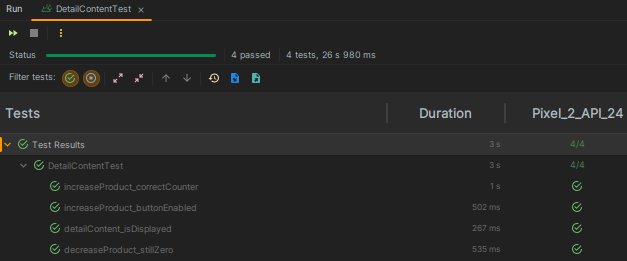 Run DetailContentTest
Status 4 passed 4 tests, 26 s 980 ms
Filter tests:
Tests Duration Pixel_2_API_24
Test Results 3 s 4/4
DetailContentTest 3 s 4/4
increaseProduct_correctCounter 1 s
increaseProduct_buttonEnabled 502 ms
detailContent_isDisplayed 267 ms
decreaseProduct_stillZero 535 ms